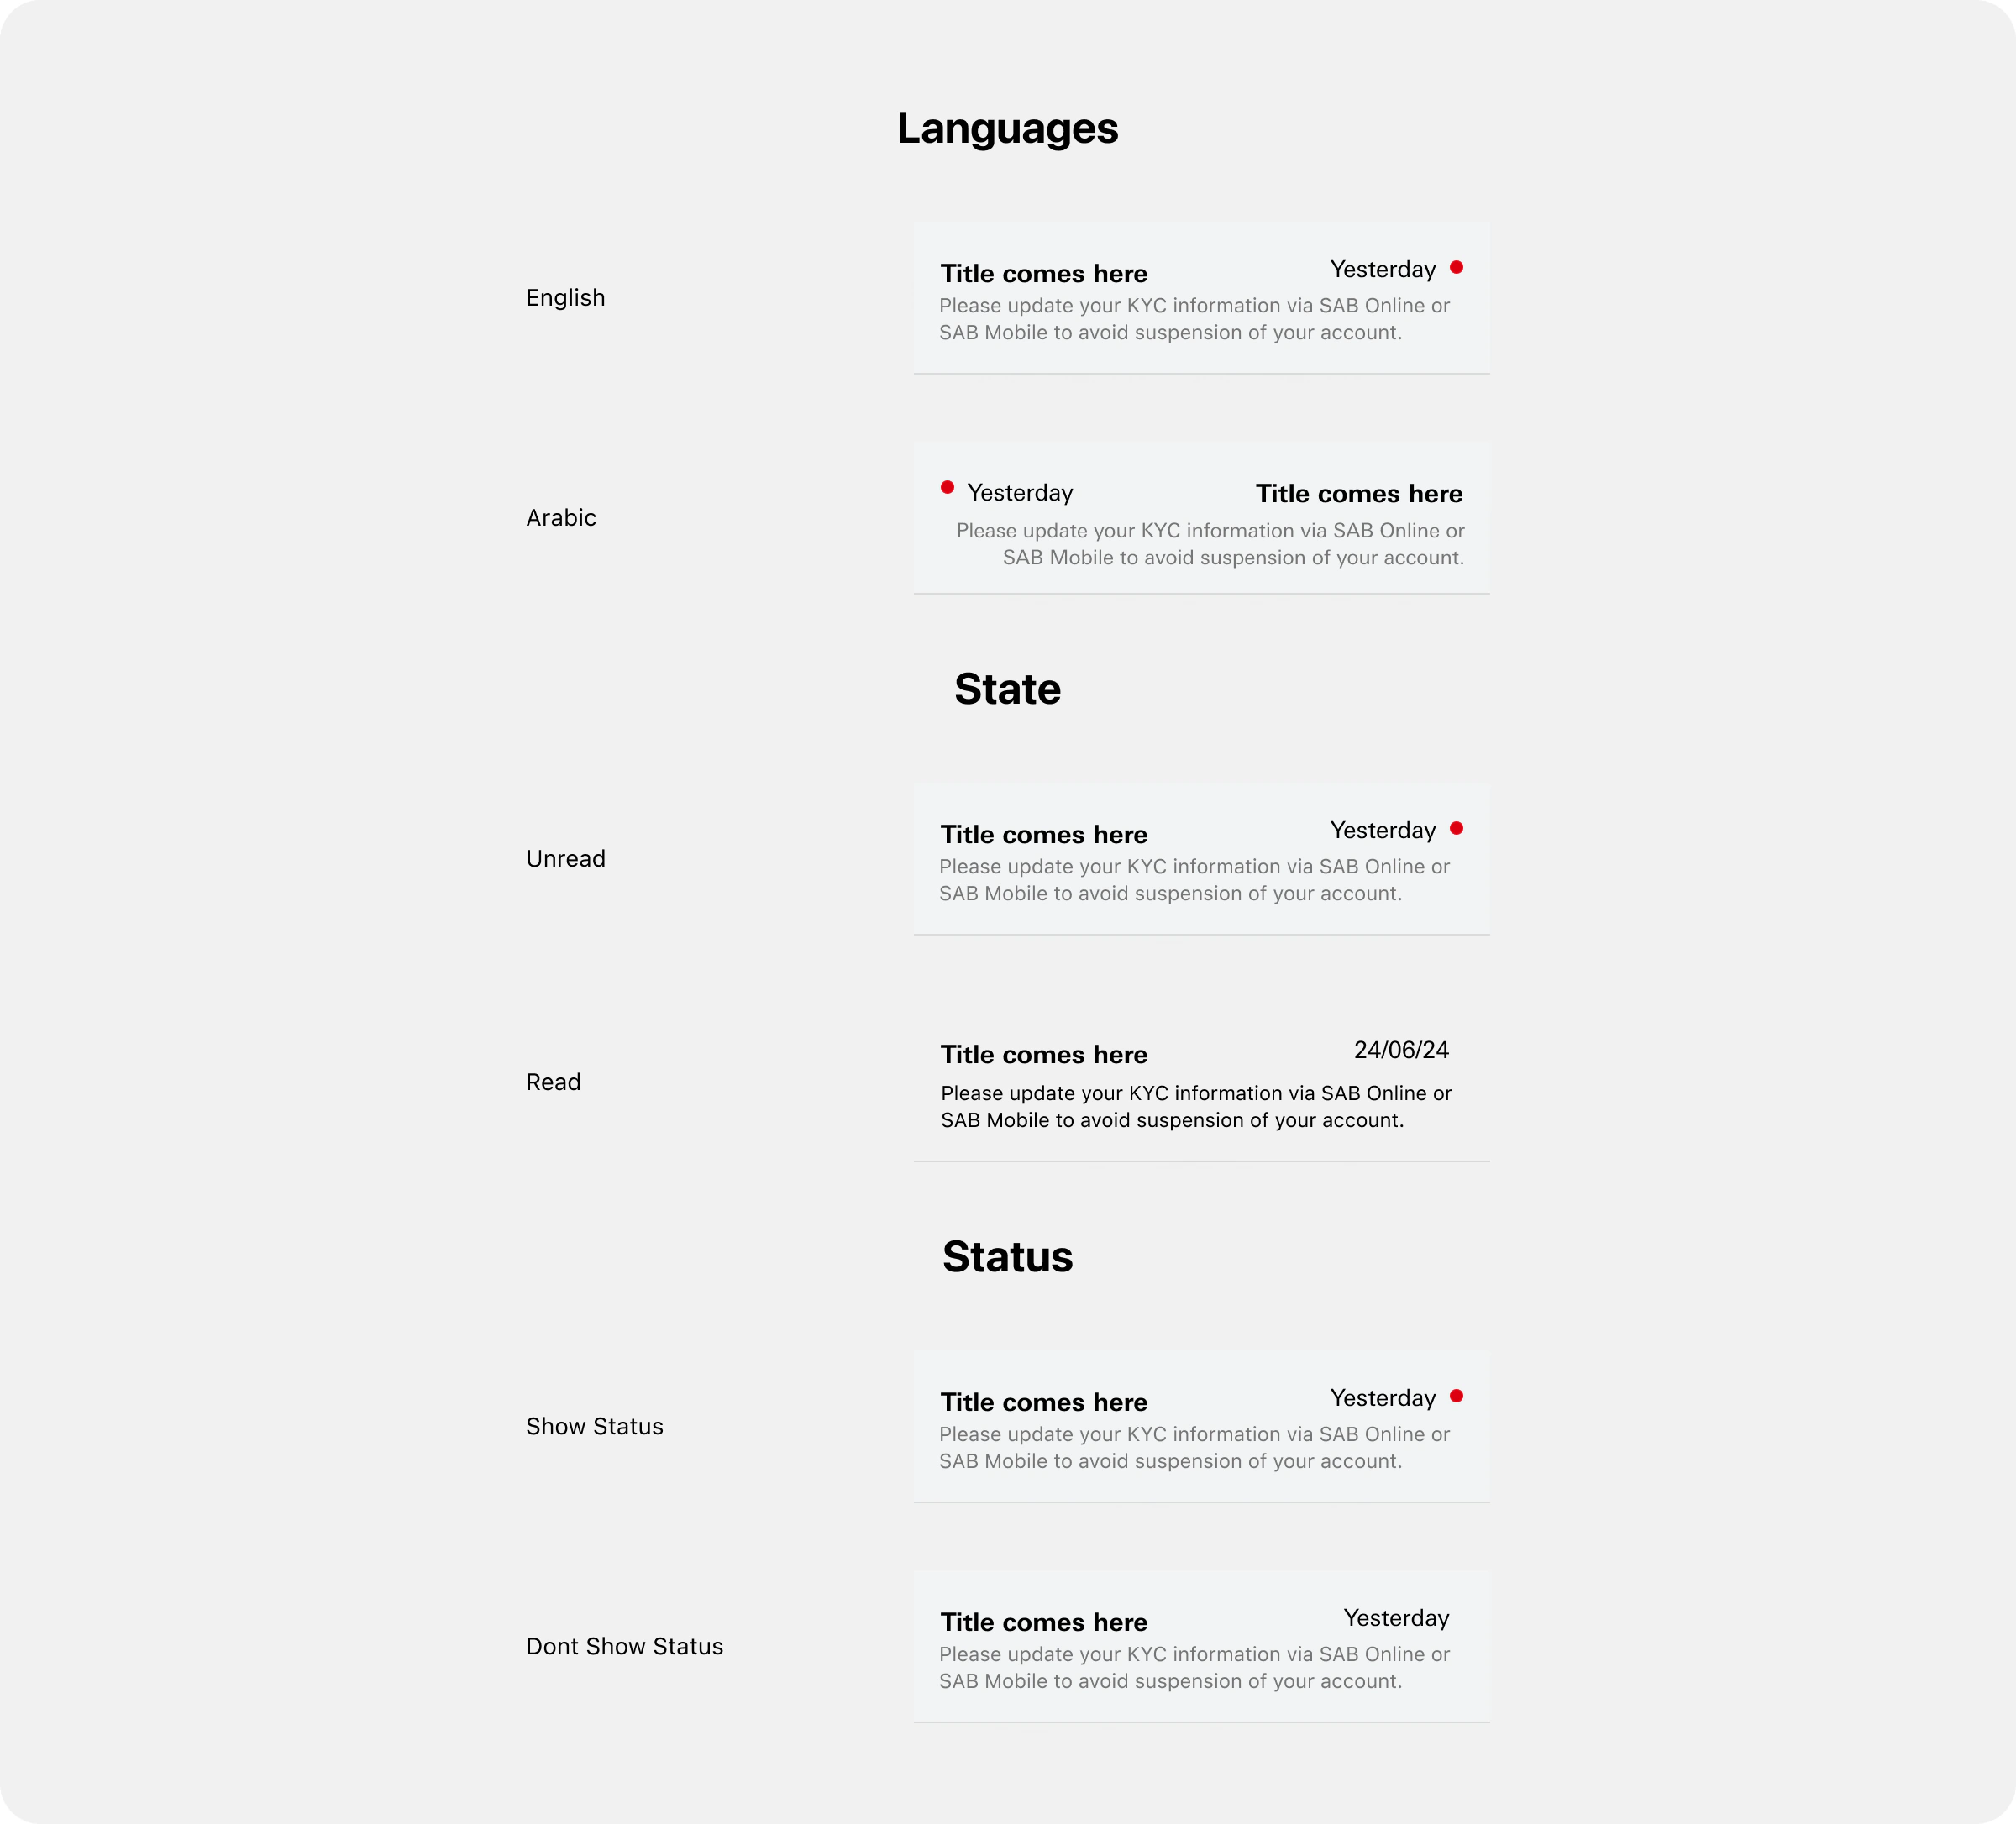 Languages
English
Title comes here
Yesterday
Please update your KYC information via SAB Online or
SAB Mobile to avoid suspension of your account.
Arabic
Yesterday
Title comes here
Please update your KYC information via SAB Online or
SAB Mobile to avoid suspension of your account.
State
Unread
Title comes here
Yesterday
Please update your KYC information via SAB Online or
SAB Mobile to avoid suspension of your account.
Read
Title comes here
24/06/24
Please update your KYC information via SAB Online or
SAB Mobile to avoid suspension of your account.
Status
Show Status
Title comes here
Yesterday
Please update your KYC information via SAB Online or
SAB Mobile to avoid suspension of your account.
Dont Show Status
Title comes here
Yesterday
Please update your KYC information via SAB Online or
SAB Mobile to avoid suspension of your account.